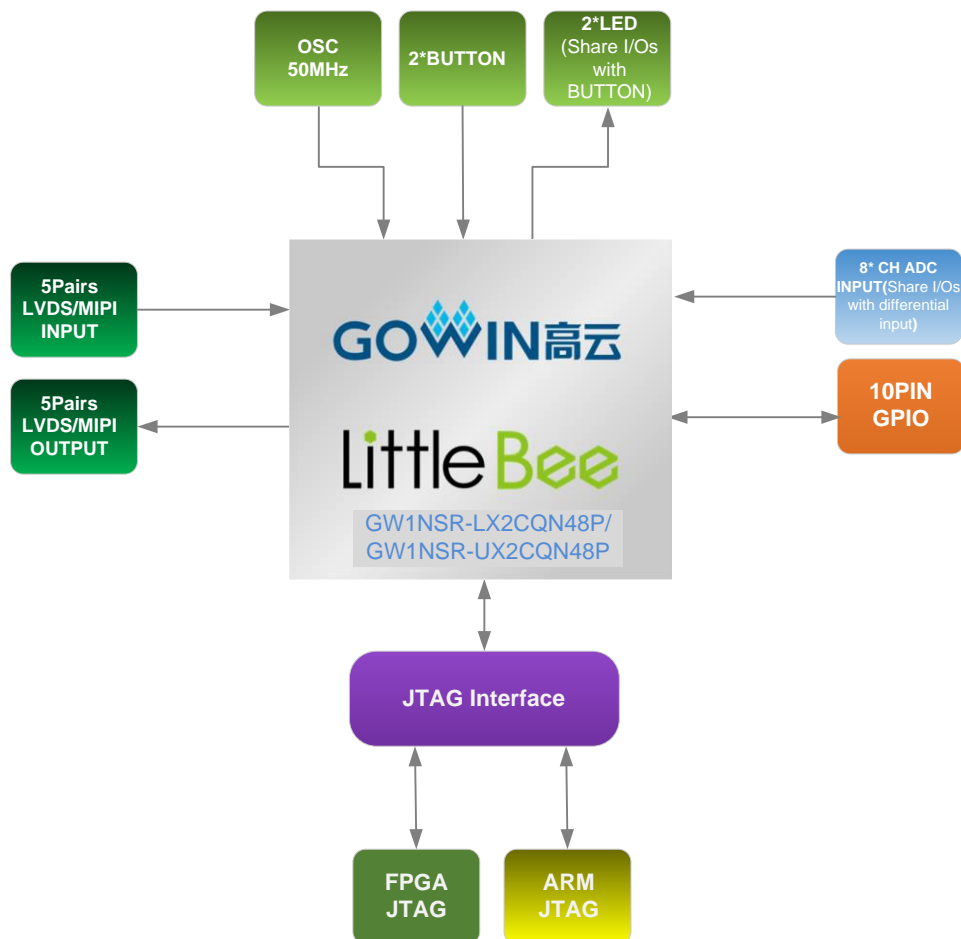 OSC
50MHz
2*BUTTON
2*LED
(Share I/Os
with
BUTTON)
5Pairs
LVDS/MIPI
INPUT
8* CH ADC
INPUT(Share I/Os
with differential
input)
GOWIN高云
5Pairs
LVDS/MIPI
OUTPUT
10PIN
GPIO
LittleBee
GW1NSR-LX2CQN48P/
GW1NSR-UX2CQN48P
JTAG Interface
FPGA
JTAG
ARM
JTAG